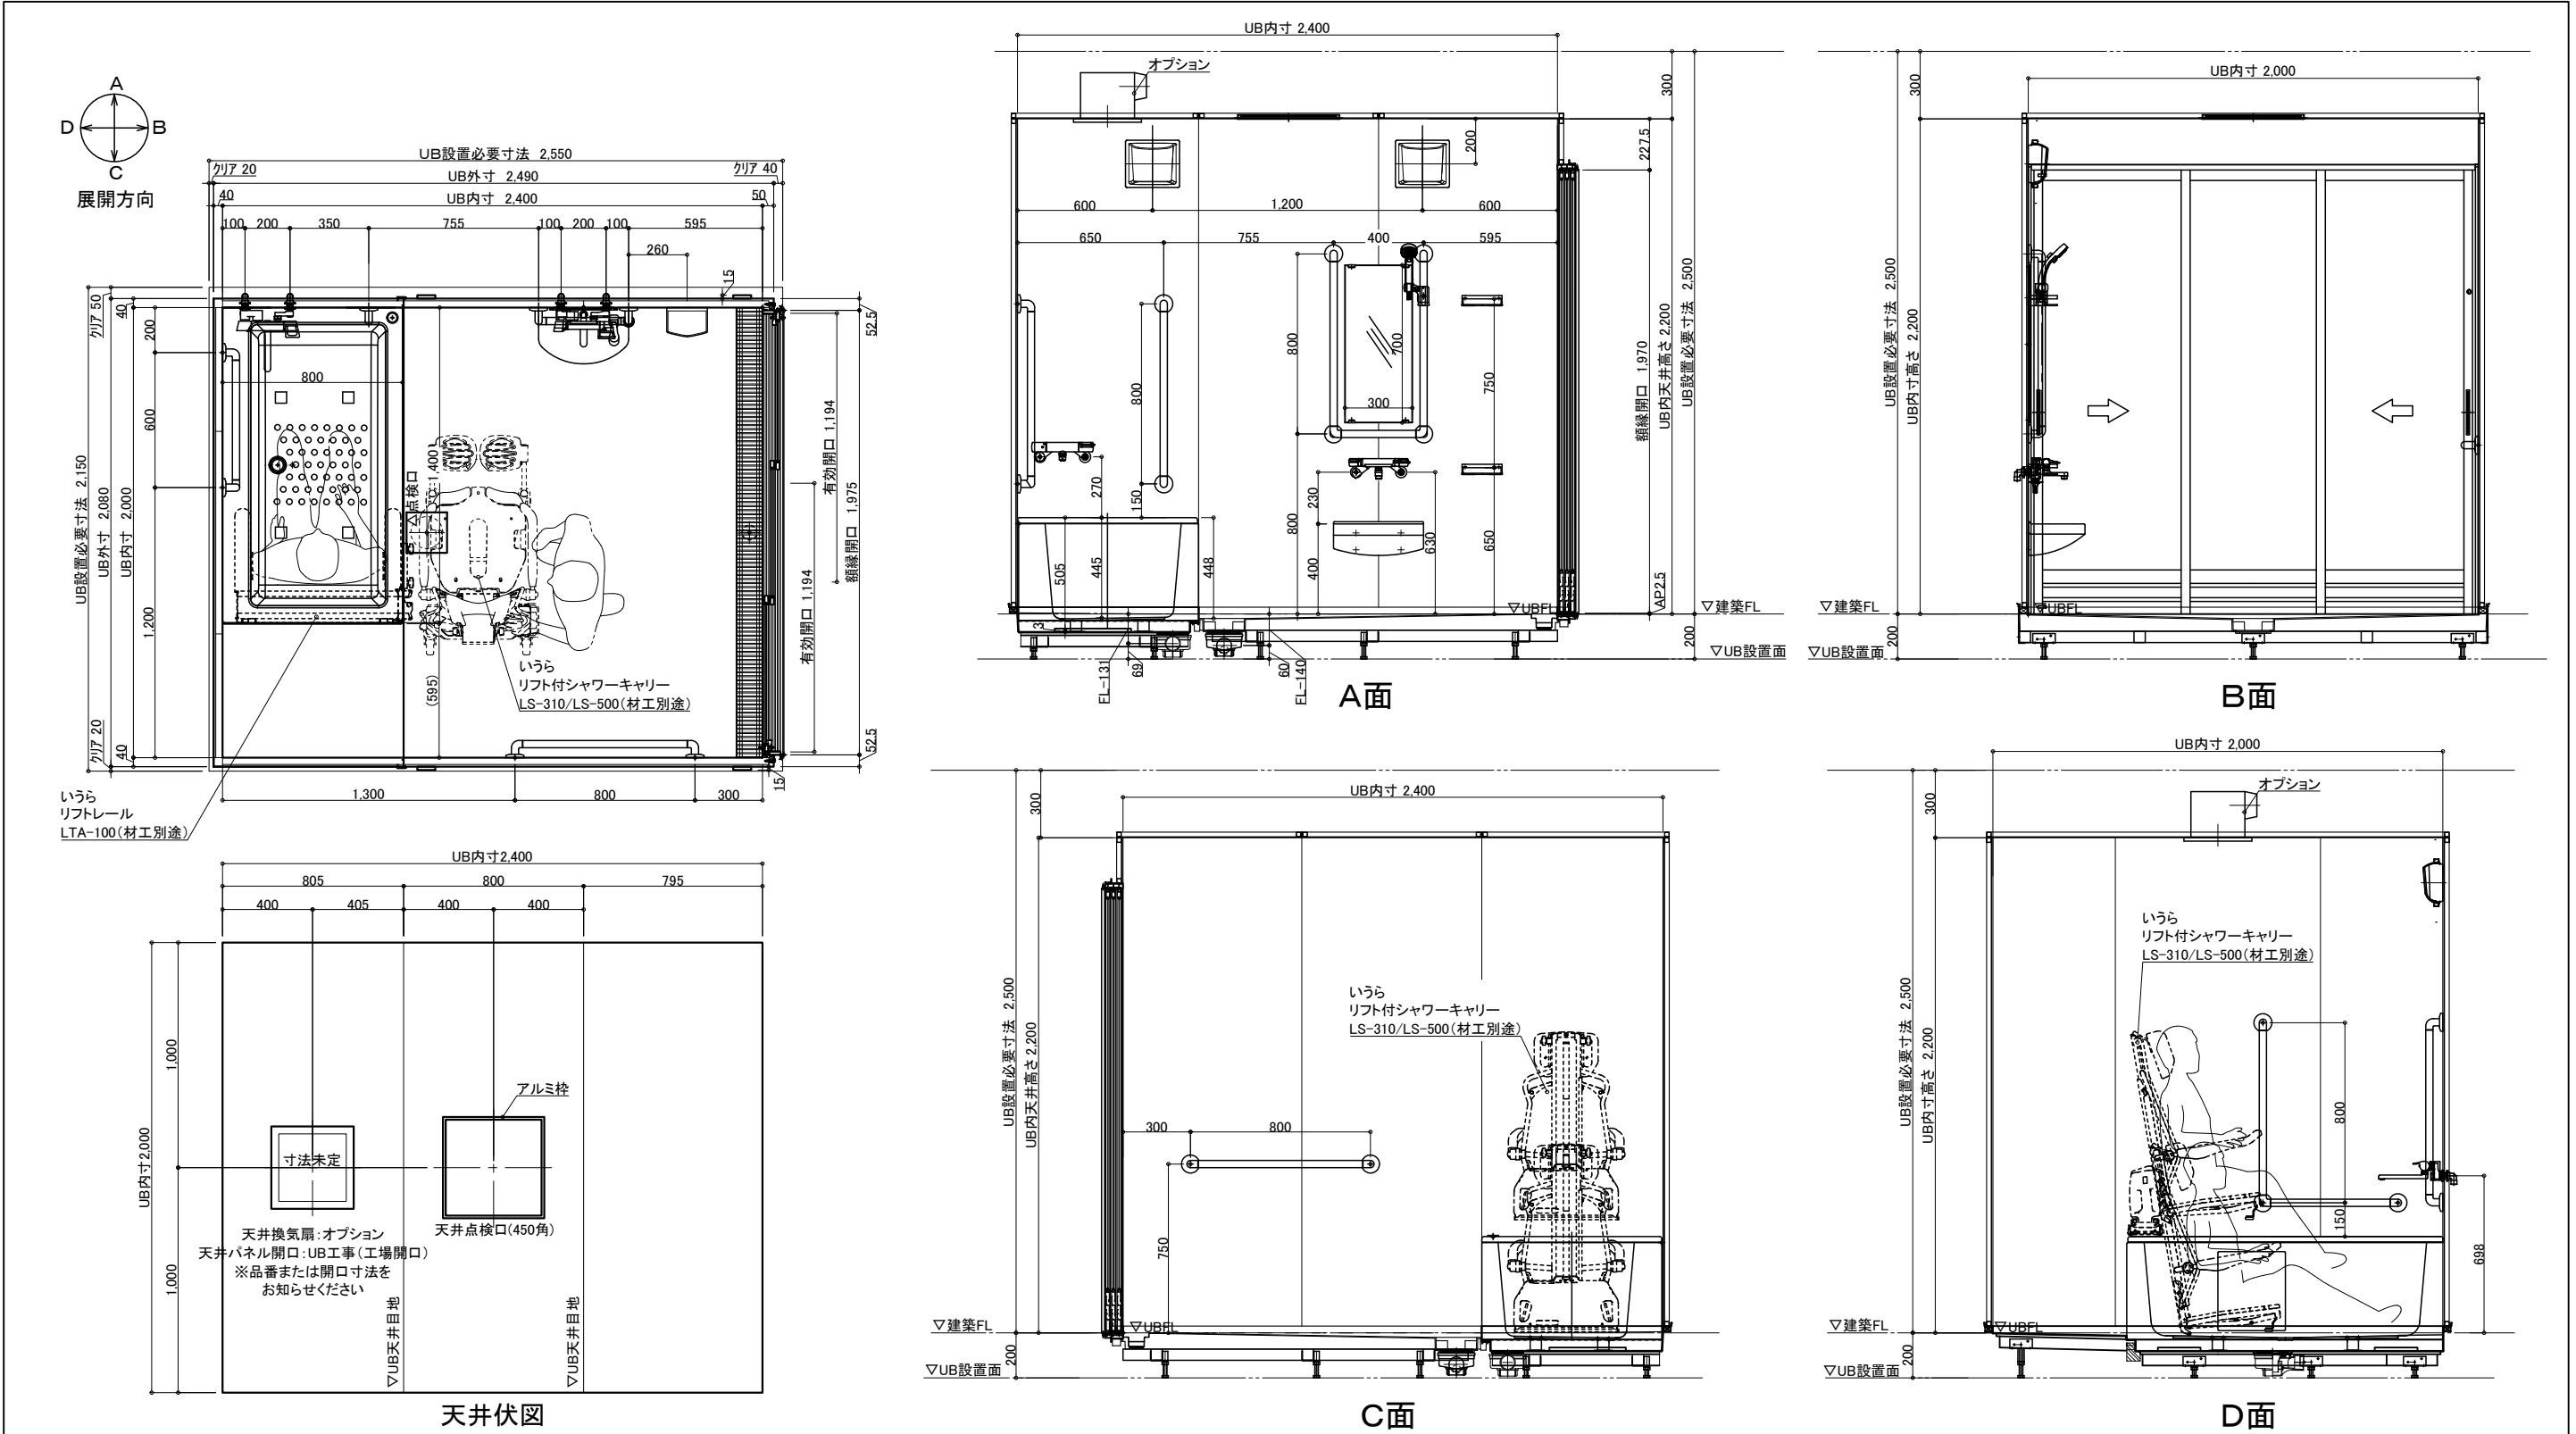 A
D
B
C
展開方向
UB設置必要寸法 2,550
クリア 20
UB外寸 2,490
クリア 40
40
UB内寸 2,400
50
100
200
350
755
100
200
100
595
260
15
クリア 50
40
200
52.5
800
600
UB設置必要寸法 2,150
UB外寸 2,080
UB内寸 2,000
1,400
△点検口
有効開口 1,194
額縁開口 1,975
有効開口 1,194
1,200
(595)
いうら
リフト付シャワーキャリー
LS-310/LS-500(材工別途)
クリア 20
40
52.5
15
1,300
800
300
いうら
リフトレール
LTA-100(材工別途)
UB内寸2,400
805
800
795
400
405
400
400
UB内寸2,000
1,000
1,000
アルミ枠
寸法未定
天井点検口(450角)
天井換気扇:オプション
天井パネル開口:UB工事(工場開口)
※品番または開口寸法を
お知らせください
▽UB天井目地
▽UB天井目地
天井伏図
UB内寸 2,400
オプション
300
200
227.5
600
1,200
600
650
755
400
595
800
800
700
300
750
270
150
230
800
400
630
650
505
445
448
額縁開口 1,970
UB内天井高さ 2,200
UB設置必要寸法 2,500
AP2.5
▽UBFL
▽建築FL
3
FL-131
69
60
FL-140
200
▽UB設置面
A面
UB内寸 2,000
300
UB設置必要寸法 2,500
UB内寸高さ 2,200
▽建築FL
▽UBFL
200
▽UB設置面
B面
UB内寸 2,400
300
UB設置必要寸法 2,500
UB内天井高さ 2,200
いうら
リフト付シャワーキャリー
LS-310/LS-500(材工別途)
300
800
750
▽建築FL
▽UBFL
200
▽UB設置面
C面
UB内寸 2,000
オプション
300
UB設置必要寸法 2,500
UB内寸高さ 2,200
いうら
リフト付シャワーキャリー
LS-310/LS-500(材工別途)
800
150
698
▽建築FL
▽UBFL
200
▽UB設置面
D面